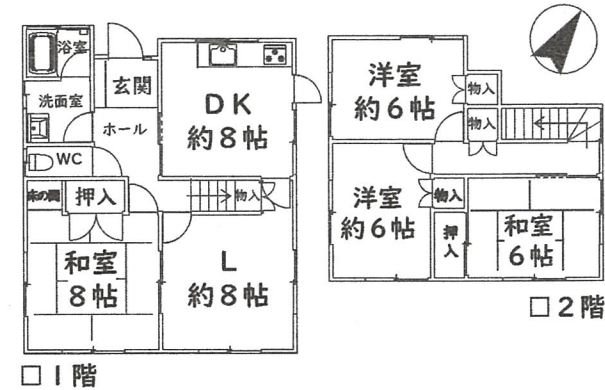 浴室
玄関
洗面室
ホール
WC
DK
約8帖
床の間
押入
物入
和室
8帖
L
約8帖
□1階
洋室
約6帖
物入
物入
洋室
約6帖
物入
押入
和室
6帖
□2階